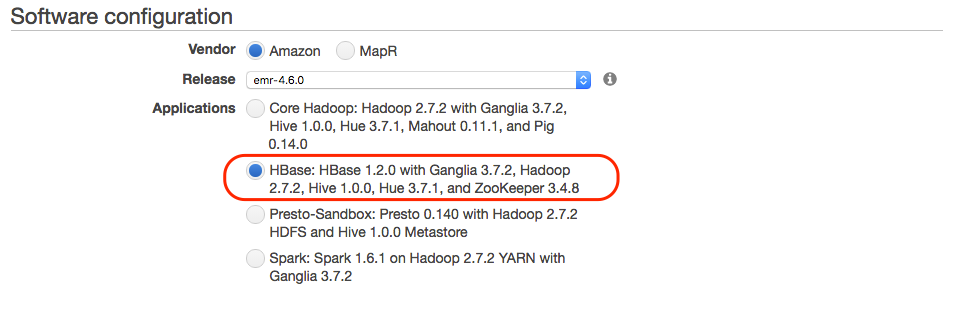 Software configuration
Vendor Amazon MapR
Release emr-4.6.0
Applications Core Hadoop: Hadoop 2.7.2 with Ganglia 3.7.2,
Hive 1.0.0, Hue 3.7.1, Mahout 0.11.1, and Pig
0.14.0
HBase: HBase 1.2.0 with Ganglia 3.7.2, Hadoop
2.7.2, Hive 1.0.0, Hue 3.7.1, and ZooKeeper 3.4.8
Presto-Sandbox: Presto 0.140 with Hadoop 2.7.2
HDFS and Hive 1.0.0 Metastore
Spark: Spark 1.6.1 on Hadoop 2.7.2 YARN with
Ganglia 3.7.2